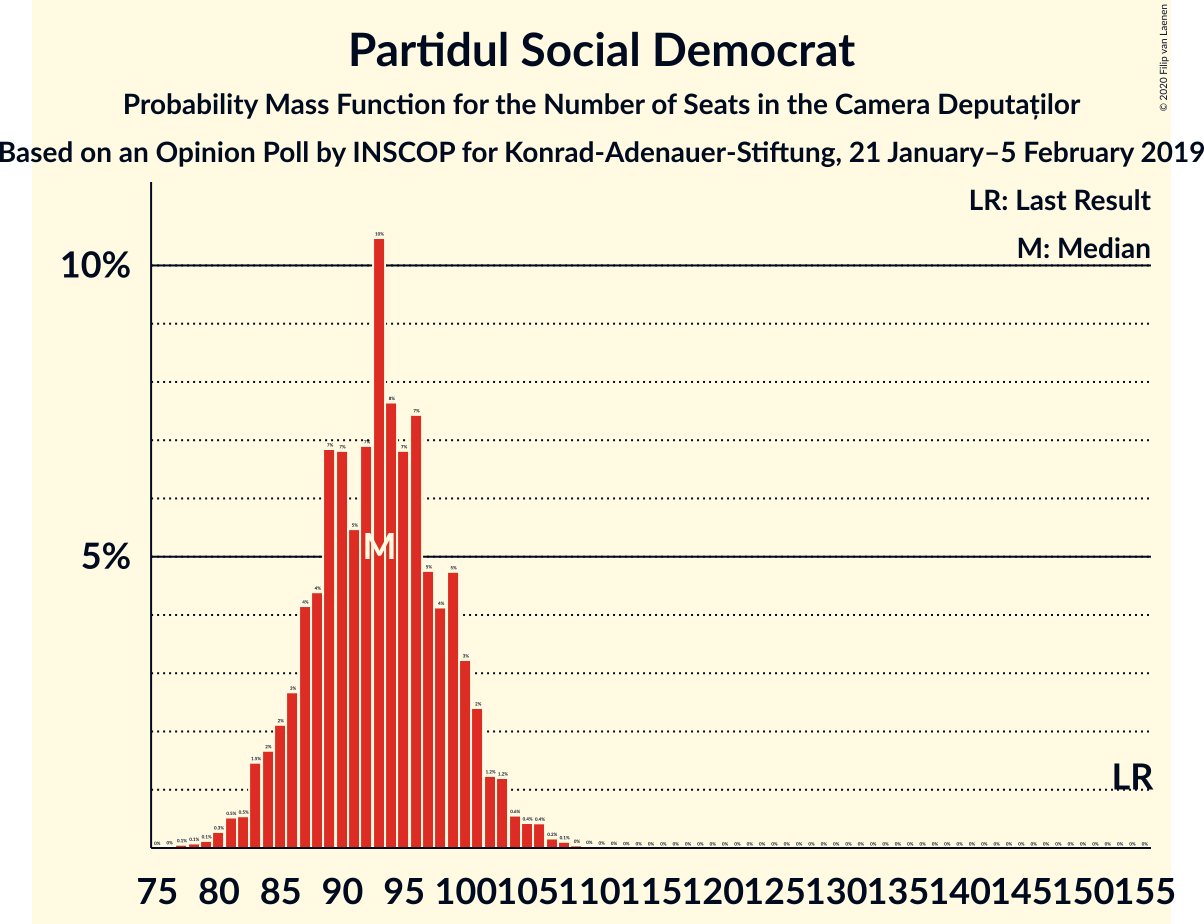 Partidul Social Democrat
Probability Mass Function for the Number of Seats in the Camera Deputaților
Based on an Opinion Poll by INSCOP for Konrad-Adenauer-Stiftung, 21 January–5 February 2019
© 2020 Filip van Laenen
LR: Last Result
M: Median
10%
5%
M
LR
75 80 85 90 95 100 105 110 115 120 125 130 135 140 145 150 155